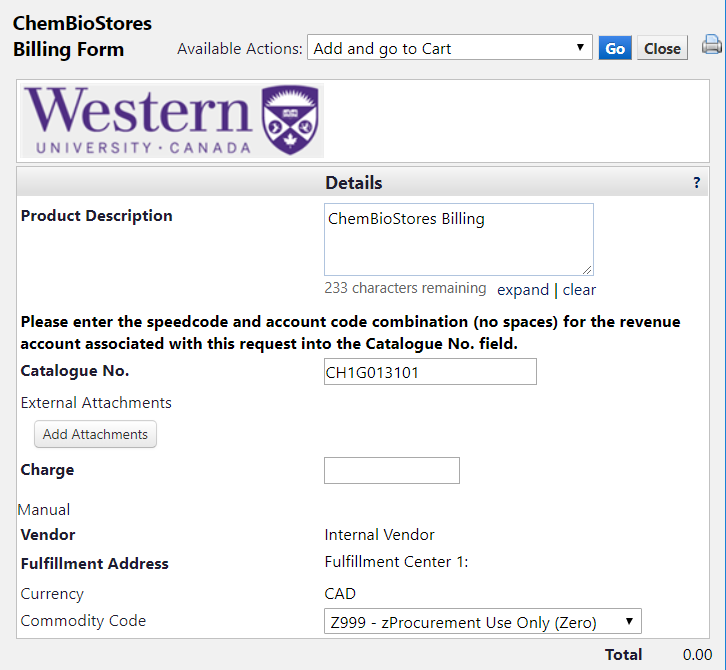 ChemBioStores
Billing Form
Available Actions: Add and go to Cart Go Close
Western
UNIVERSITY · CANADA
Details ?
Product Description ChemBioStores Billing
233 characters remaining expand | clear
Please enter the speedcode and account code combination (no spaces) for the revenue
account associated with this request into the Catalogue No. field.
Catalogue No. CH1G013101
External Attachments
Add Attachments
Charge
Manual
Vendor Internal Vendor
Fulfillment Address Fulfillment Center 1:
Currency CAD
Commodity Code Z999 - zProcurement Use Only (Zero)
Total 0.00